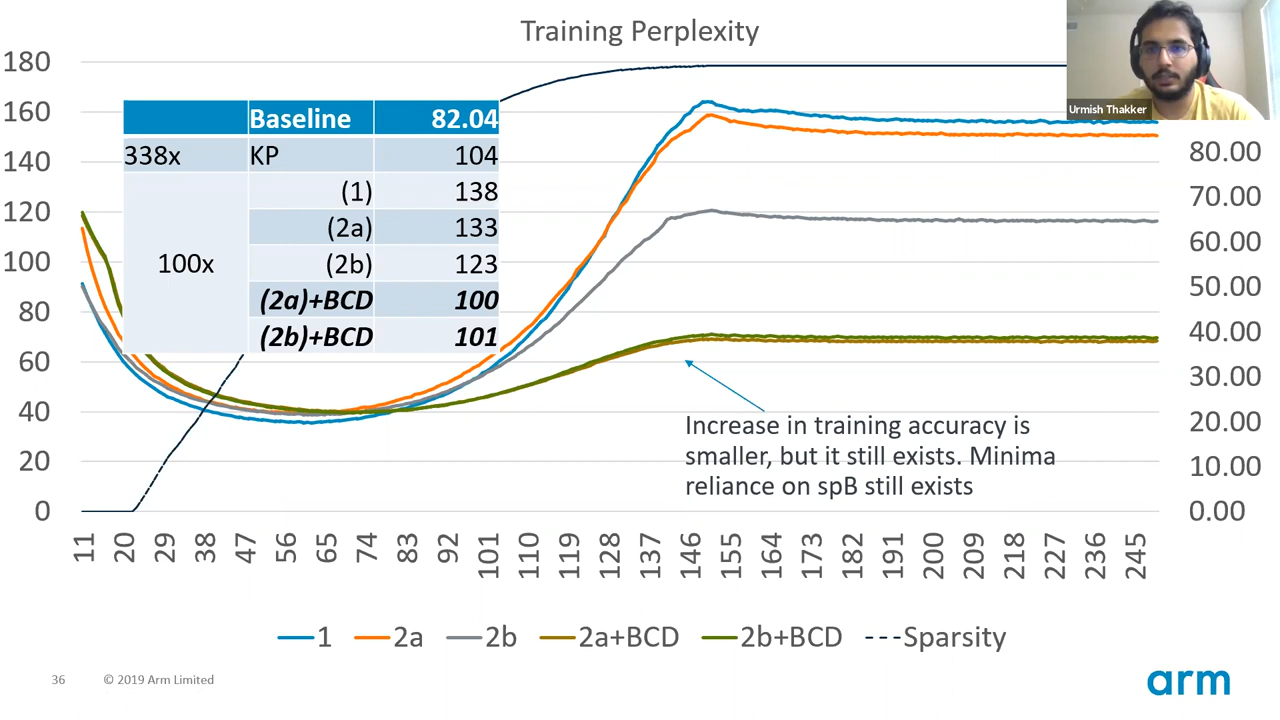 Training Perplexity
Urmish Thakker
180
160
140
120
100
80
60
40
20
0
Baseline 82.04
338x KP 104
100x
(1) 138
(2a) 133
(2b) 123
(2a)+BCD 100
(2b)+BCD 101
80.00
70.00
60.00
50.00
40.00
30.00
20.00
10.00
0.00
Increase in training accuracy is
smaller, but it still exists. Minima
reliance on spB still exists
11 20 29 38 47 56 65 74 83 92 101 110 119 128 137 146 155 164 173 182 191 200 209 218 227 236 245
1 2a 2b 2a+BCD 2b+BCD Sparsity
36 © 2019 Arm Limited
arm